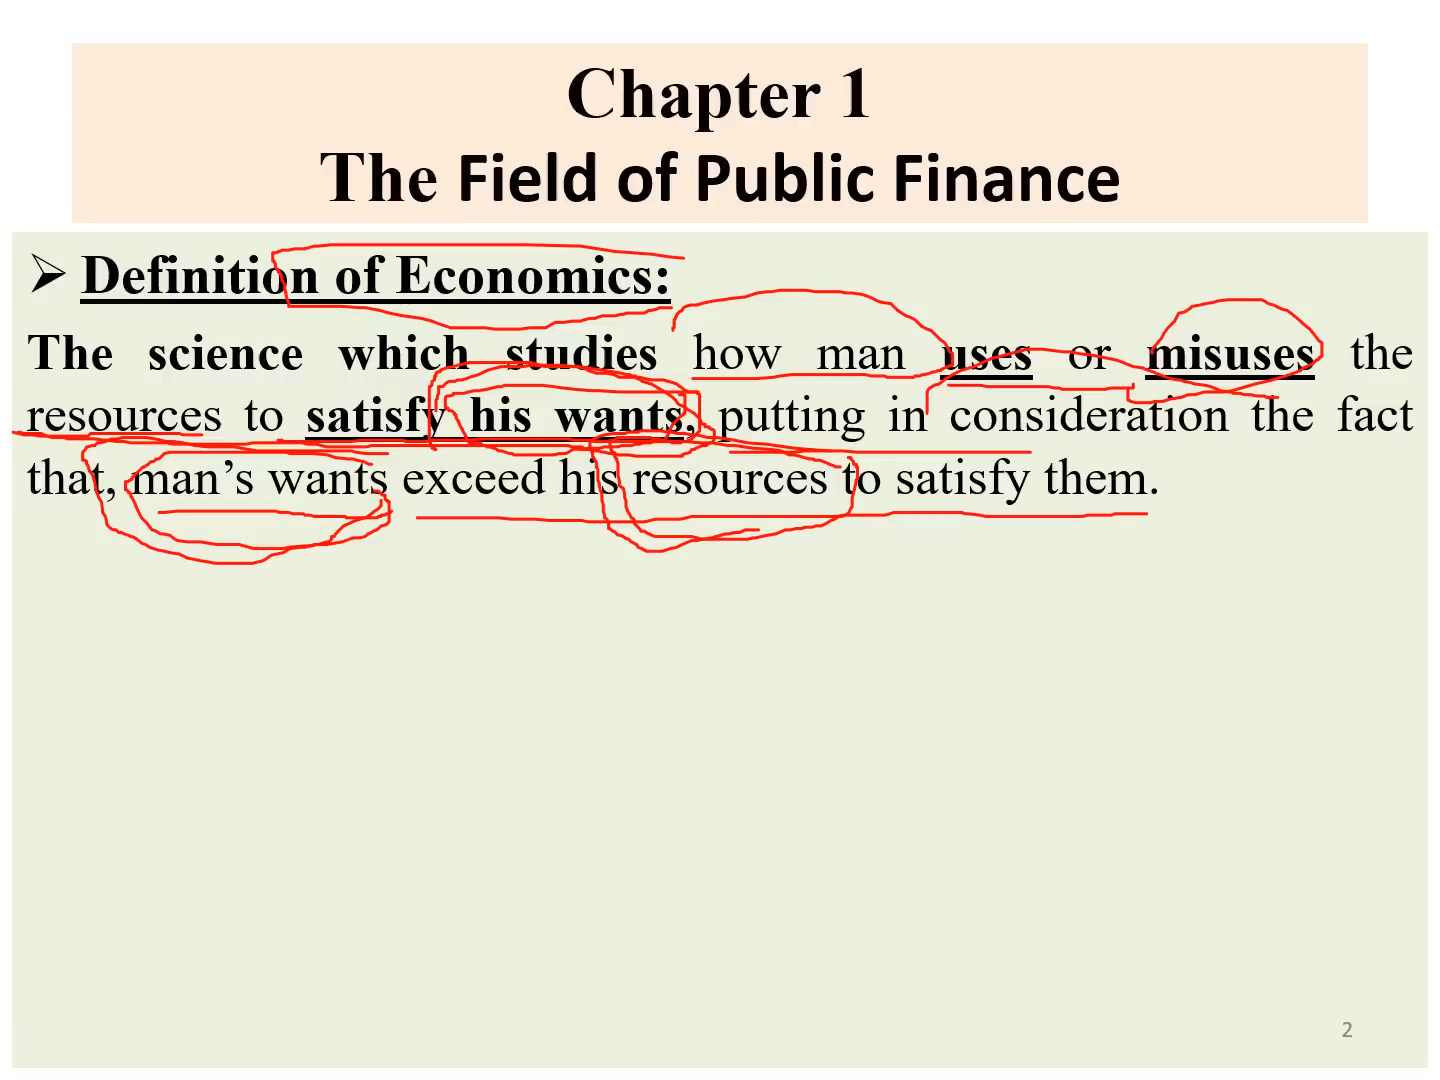 Chapter 1
The Field of Public Finance
➢ Definition of Economics:
The science which studies how man uses or misuses the
resources to satisfy his wants, putting in consideration the fact
that, man’s wants exceed his resources to satisfy them.
2